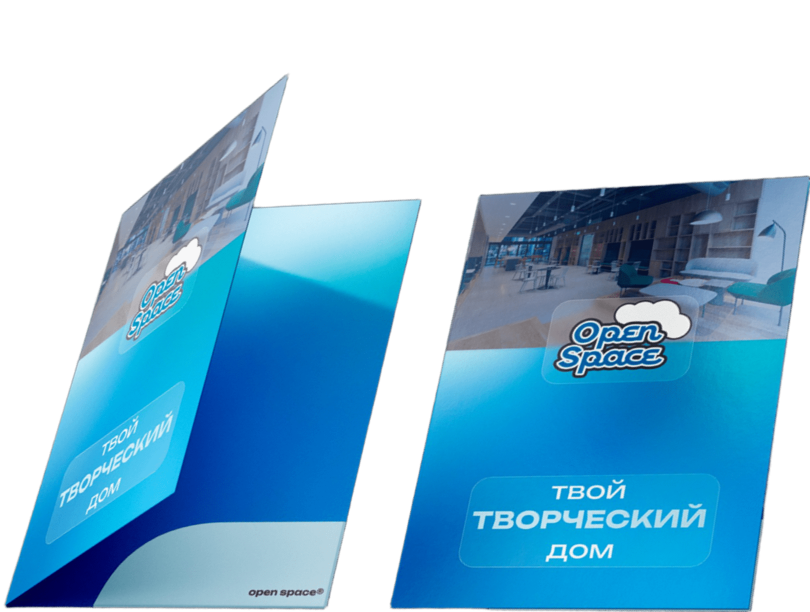 Open
Space
ТВОЙ
ТВОРЧЕСКИЙ
ДОМ
open space®
Open
Space
ТВОЙ
ТВОРЧЕСКИЙ
ДОМ